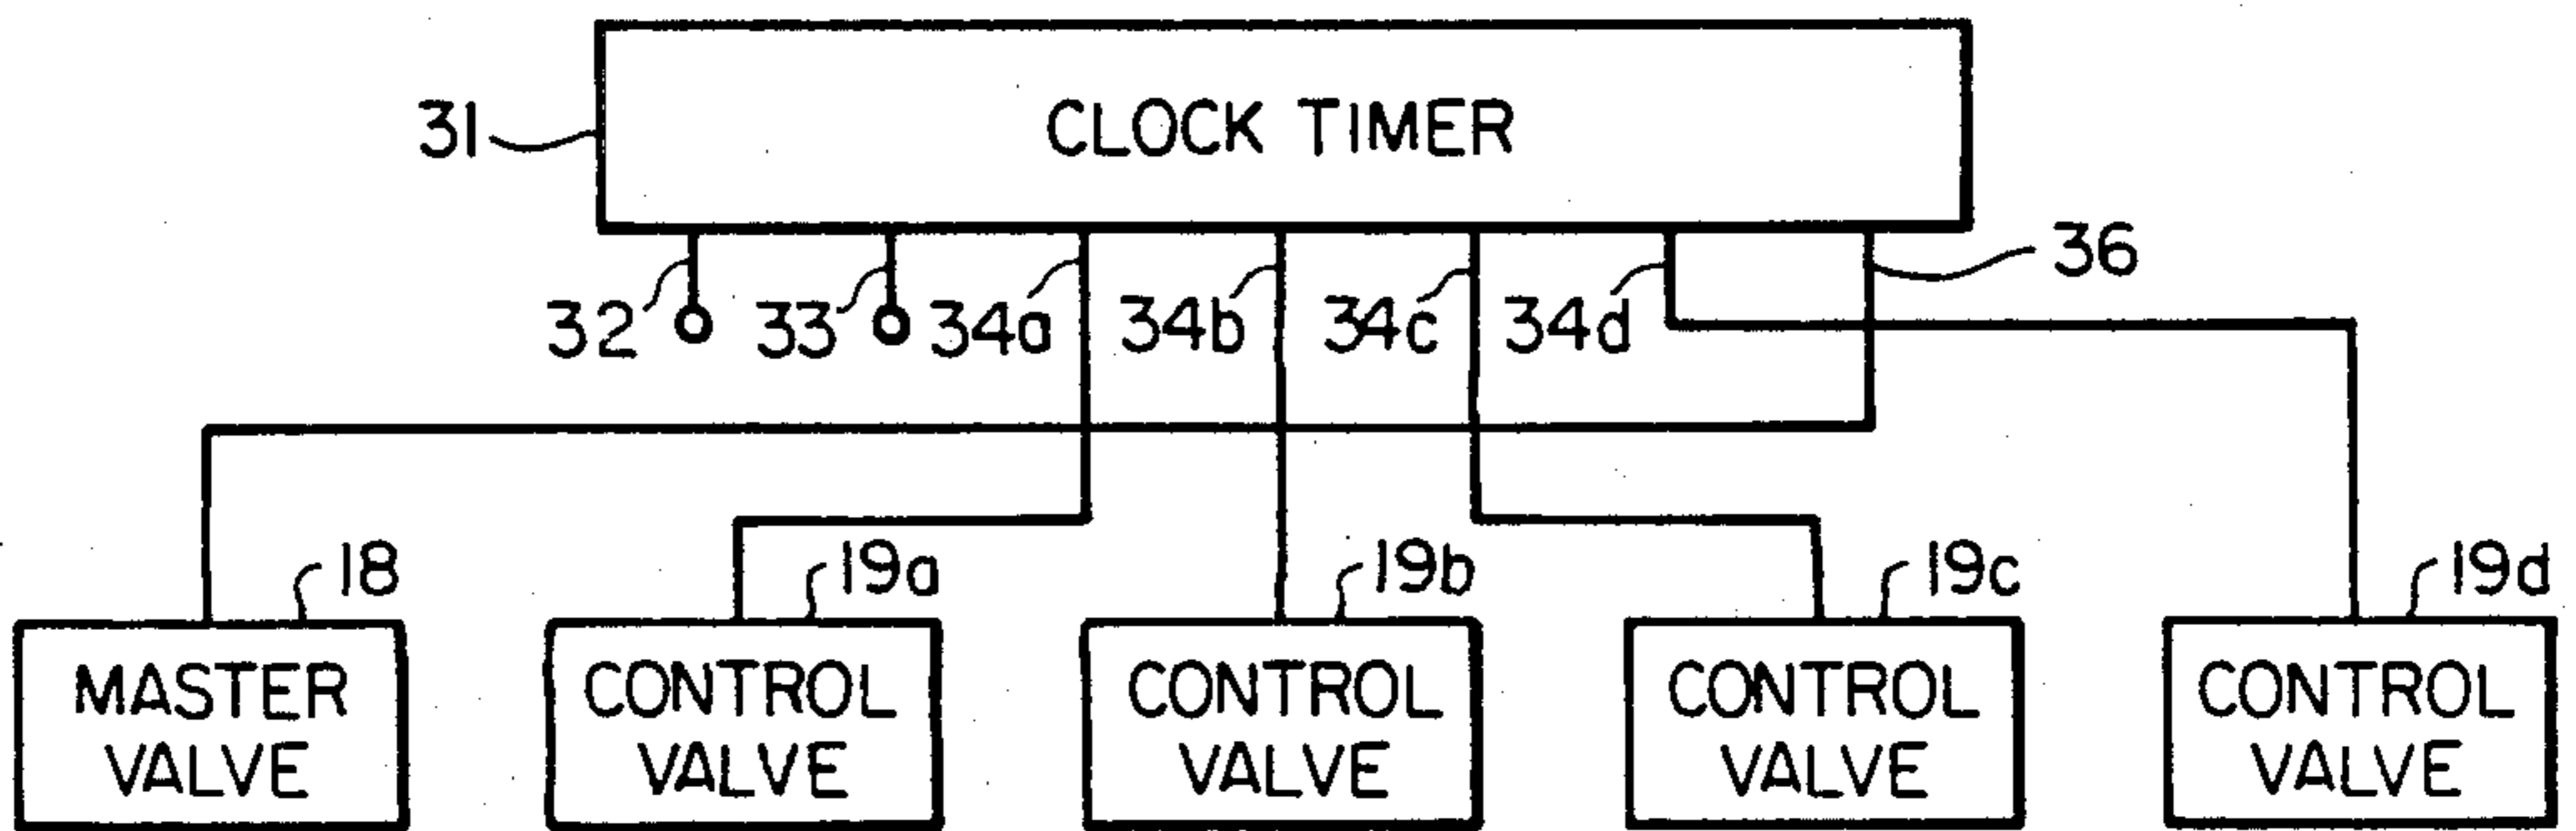 31
CLOCK TIMER
36
32
33
34a
34b
34c
34d
18
19a
19b
19c
19d
MASTER
VALVE
CONTROL
VALVE
CONTROL
VALVE
CONTROL
VALVE
CONTROL
VALVE